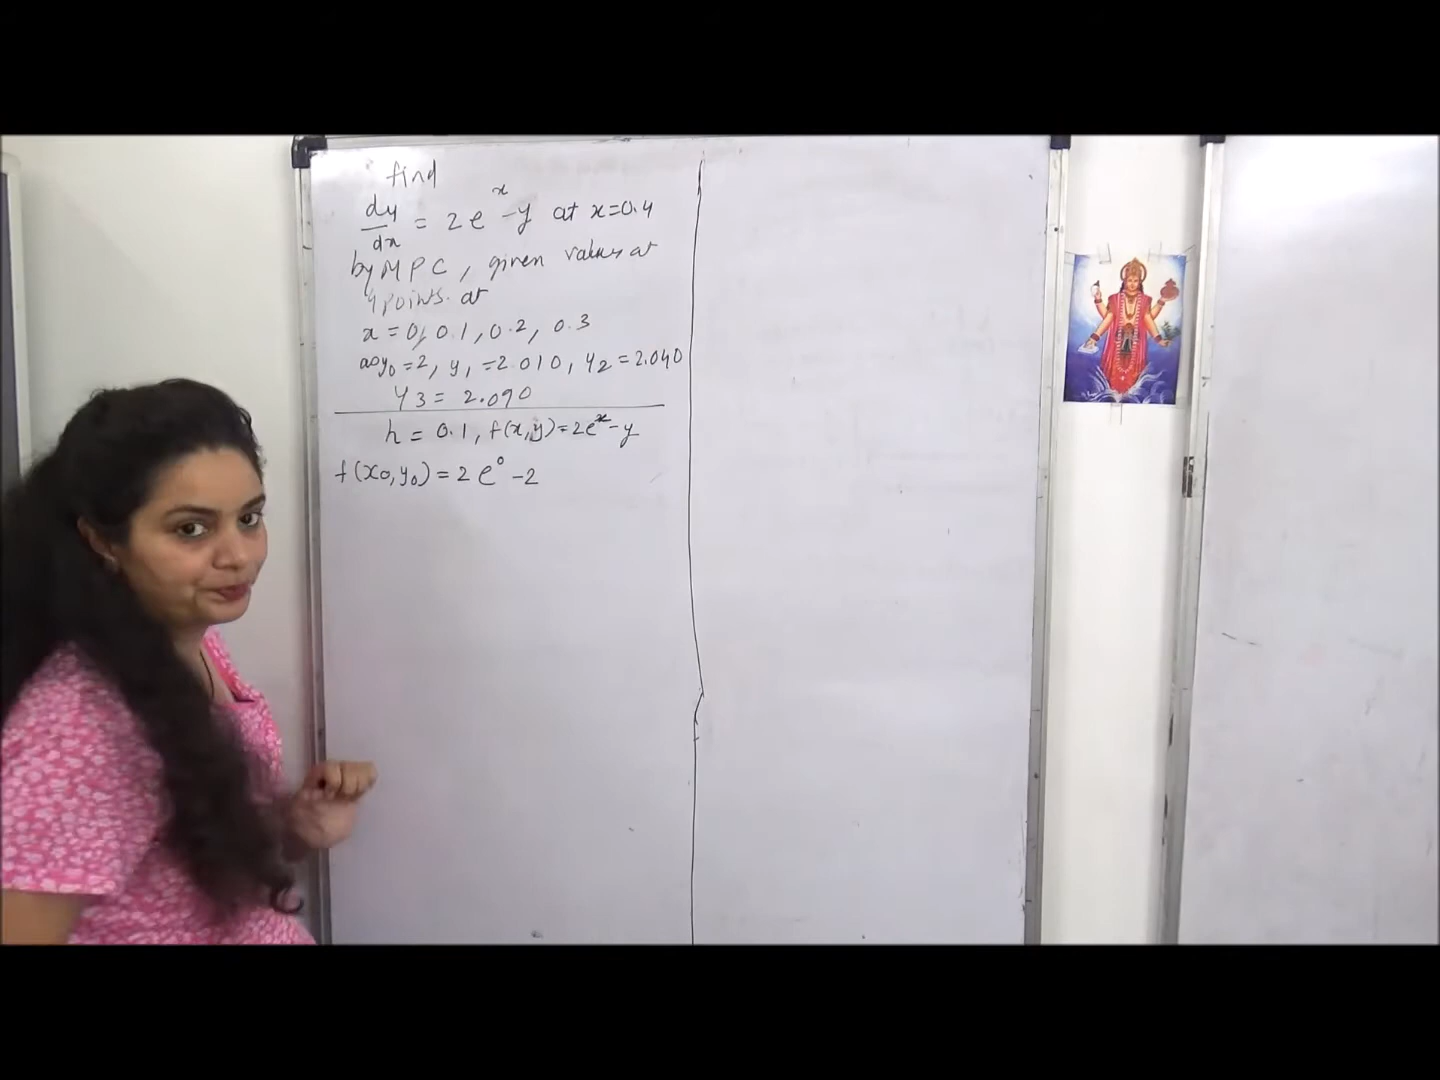 find
dy/dx = 2e^x - y at x=0.4
by MPC, given values at
4 points. at
x = 0, 0.1, 0.2, 0.3
y0 = 2, y1 = 2.010, y2 = 2.040
y3 = 2.090
h = 0.1, f(x,y) = 2e^x - y
f(x0, y0) = 2 e^0 - 2